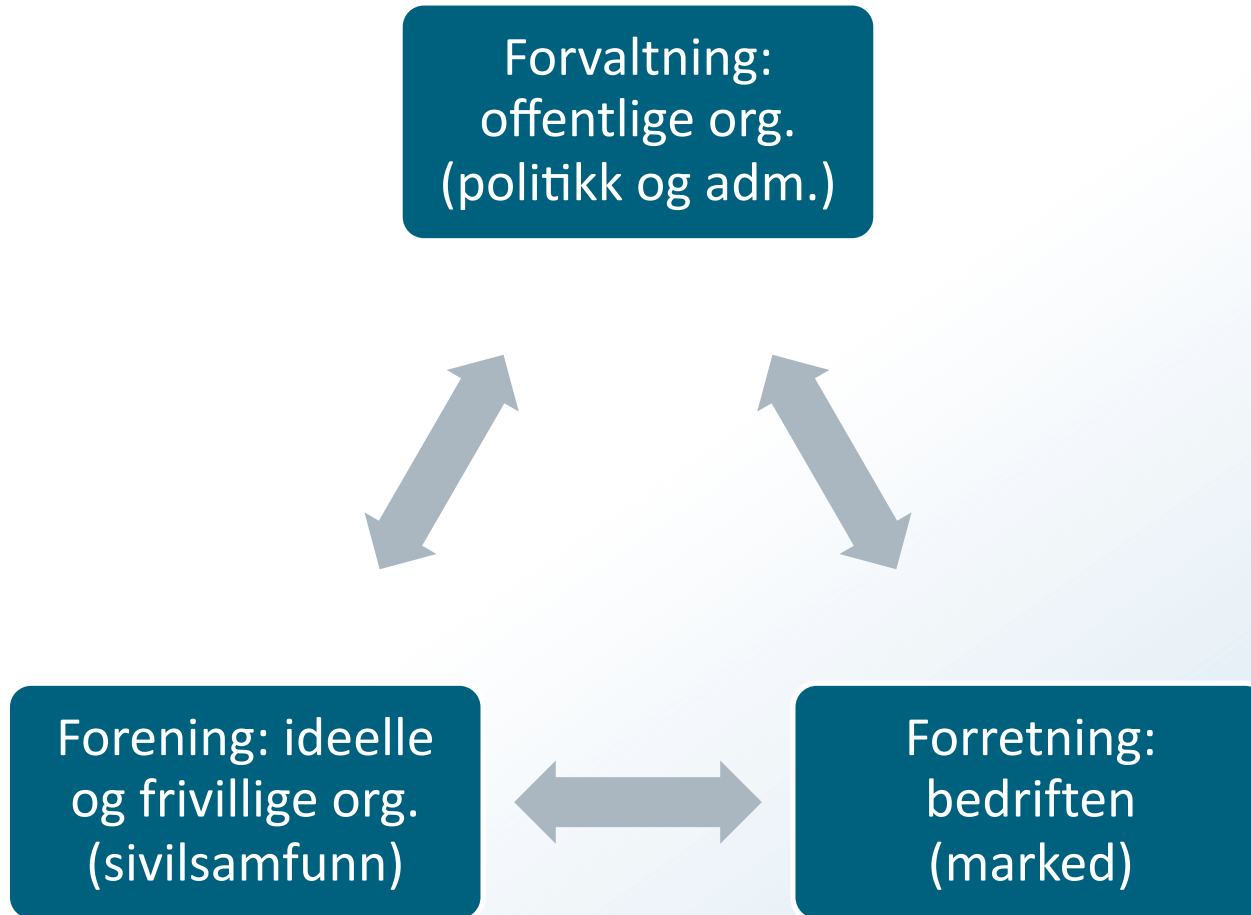 Forvaltning:
offentlige org.
(politikk og adm.)
Forening: ideelle
og frivillige org.
(sivilsamfunn)
Forretning:
bedriften
(marked)